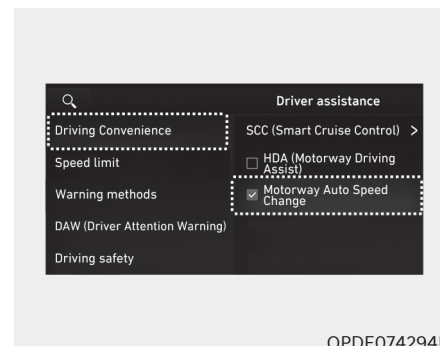 Driver assistance
Driving Convenience
Speed limit
Warning methods
DAW (Driver Attention Warning)
Driving safety
SCC (Smart Cruise Control) >
HDA (Motorway Driving
Assist)
Motorway Auto Speed
Change
OPDE074294